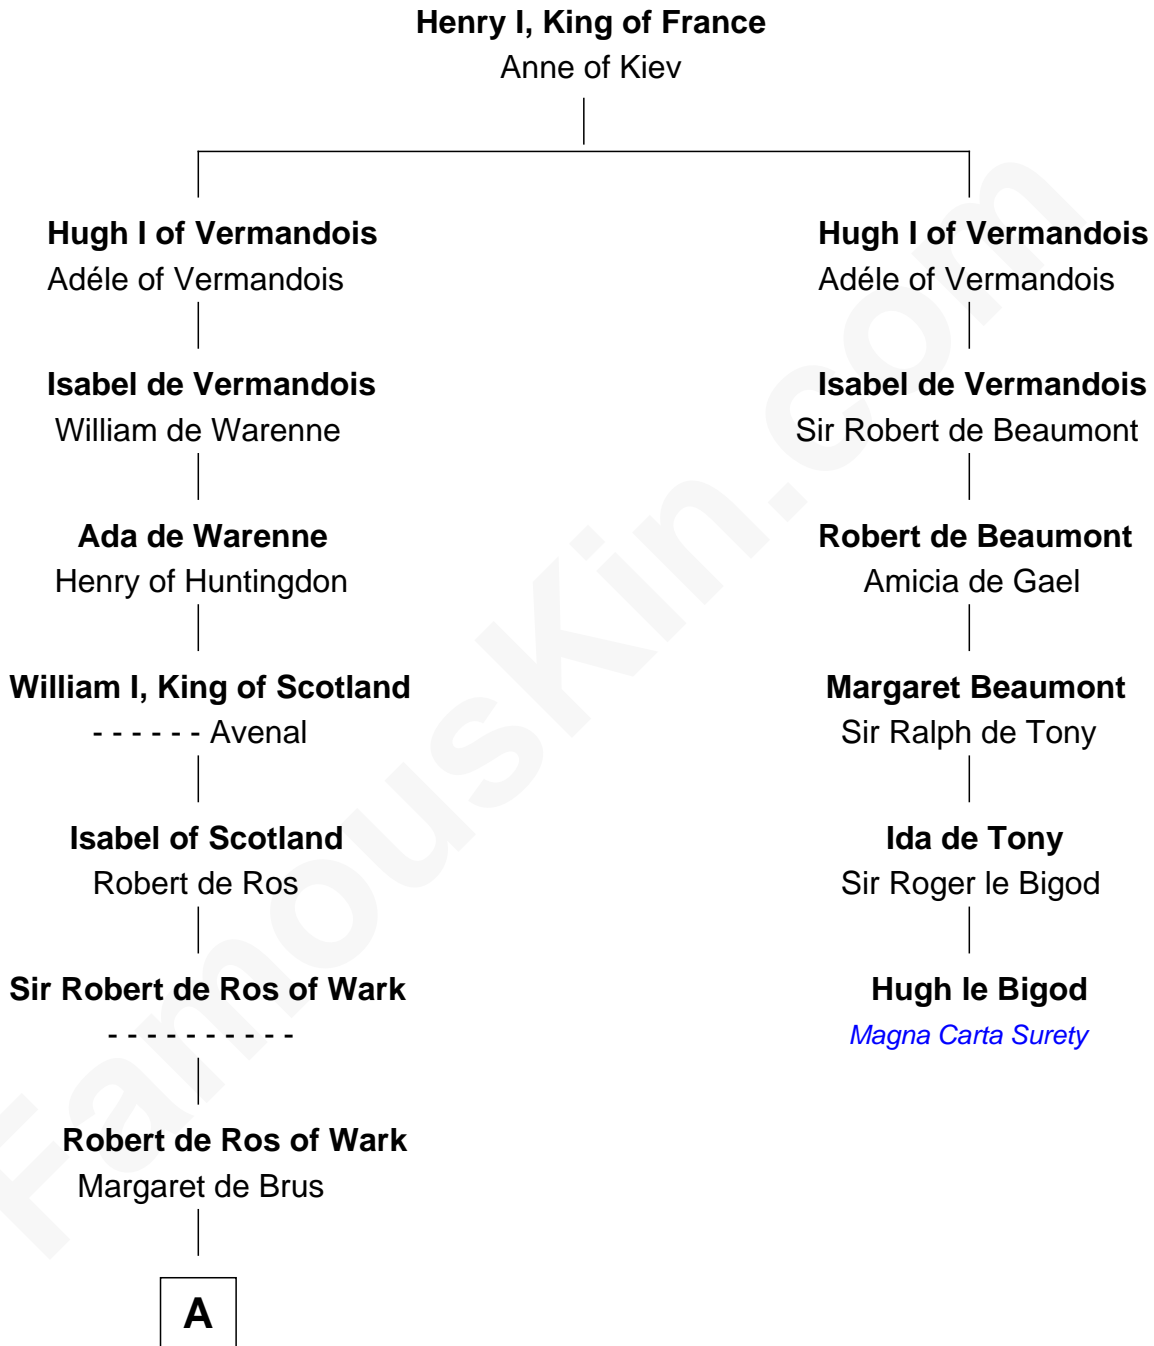 Henry I, King of France
Anne of Kiev
Hugh I of Vermandois
Adéle of Vermandois
Isabel de Vermandois
William de Warenne
Ada de Warenne
Henry of Huntingdon
William I, King of Scotland
- - - - - - Avenal
Isabel of Scotland
Robert de Ros
Sir Robert de Ros of Wark
- - - - - - - - - -
Robert de Ros of Wark
Margaret de Brus
A
Hugh I of Vermandois
Adéle of Vermandois
Isabel de Vermandois
Sir Robert de Beaumont
Robert de Beaumont
Amicia de Gael
Margaret Beaumont
Sir Ralph de Tony
Ida de Tony
Sir Roger le Bigod
Hugh le Bigod
Magna Carta Surety
FamousKin.com